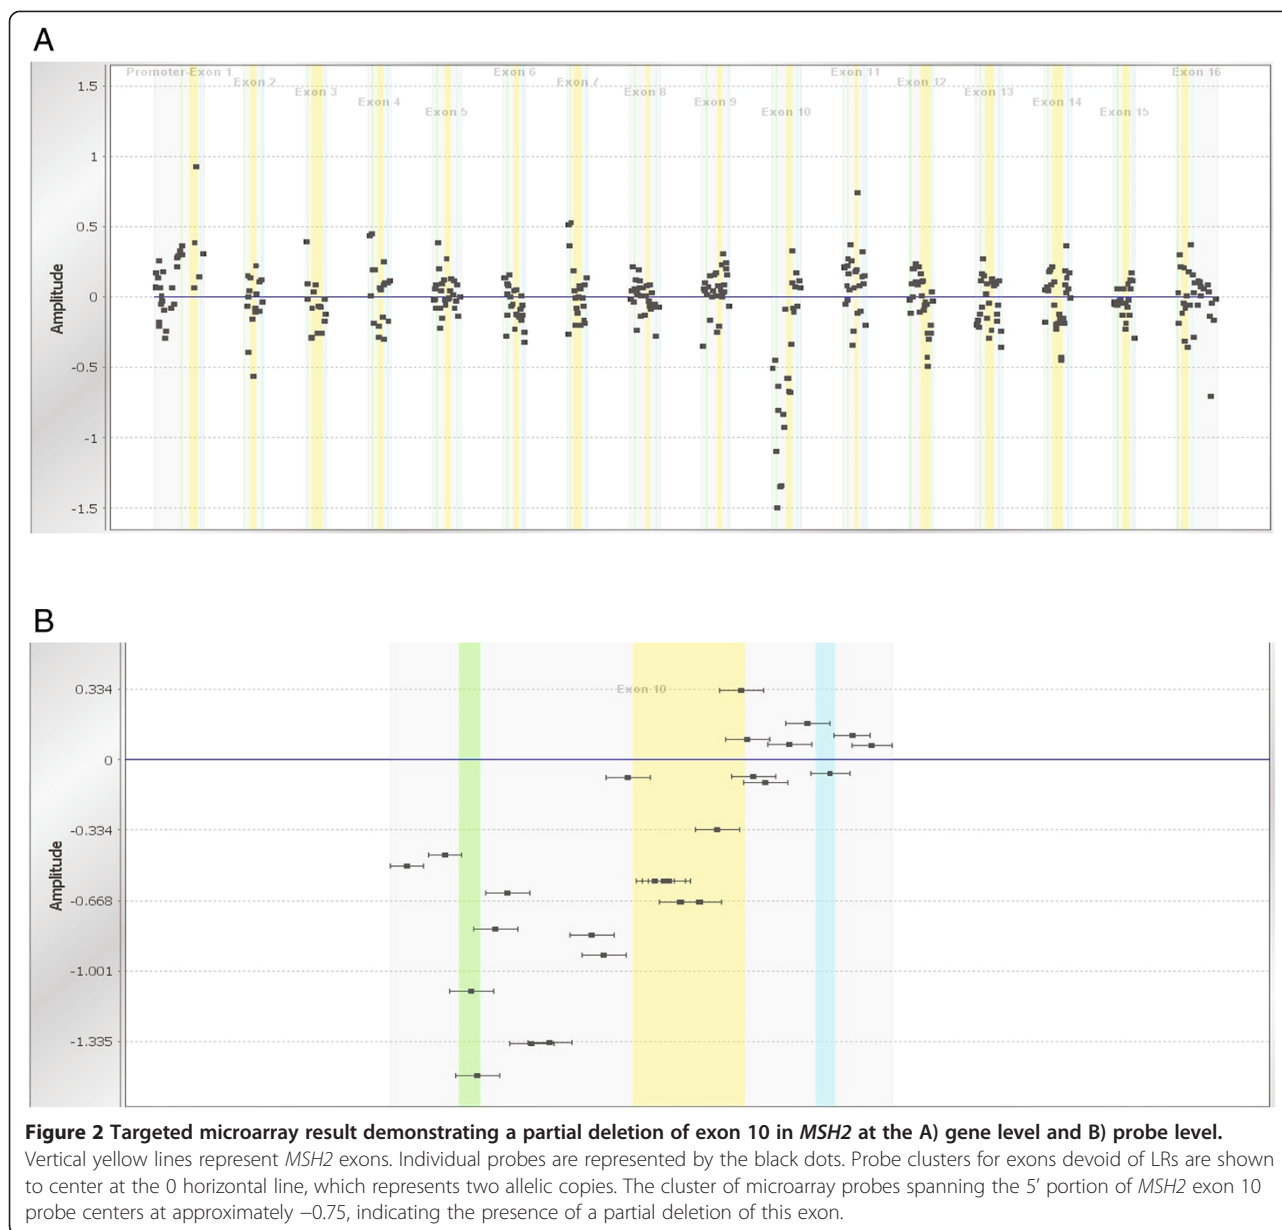 A
Promoter-Exon 1
Exon 2
Exon 3
Exon 4
Exon 5
Exon 6
Exon 7
Exon 8
Exon 9
Exon 10
Exon 11
Exon 12
Exon 13
Exon 14
Exon 15
Exon 16
1.5
1
0.5
0
-0.5
-1
-1.5
Amplitude
B
Exon 10
0.334
0
-0.334
-0.668
-1.001
-1.335
Amplitude
Figure 2 Targeted microarray result demonstrating a partial deletion of exon 10 in MSH2 at the A) gene level and B) probe level.
Vertical yellow lines represent MSH2 exons. Individual probes are represented by the black dots. Probe clusters for exons devoid of LRs are shown
to center at the 0 horizontal line, which represents two allelic copies. The cluster of microarray probes spanning the 5’ portion of MSH2 exon 10
probe centers at approximately −0.75, indicating the presence of a partial deletion of this exon.